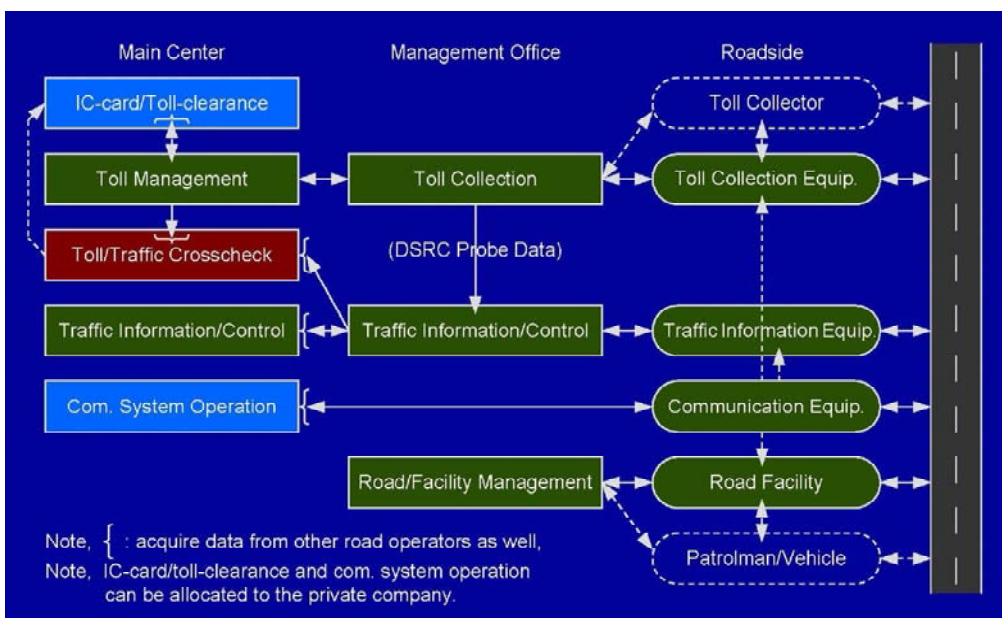 Main Center
Management Office
Roadside
IC-card/Toll-clearance
Toll Collector
Toll Management
Toll Collection
Toll Collection Equip.
Toll/Traffic Crosscheck
(DSRC Probe Data)
Traffic Information/Control
Traffic Information/Control
Traffic Information Equip.
Com. System Operation
Communication Equip.
Road/Facility Management
Road Facility
Patrolman/Vehicle
Note, { : acquire data from other road operators as well,
Note, IC-card/toll-clearance and com. system operation
can be allocated to the private company.